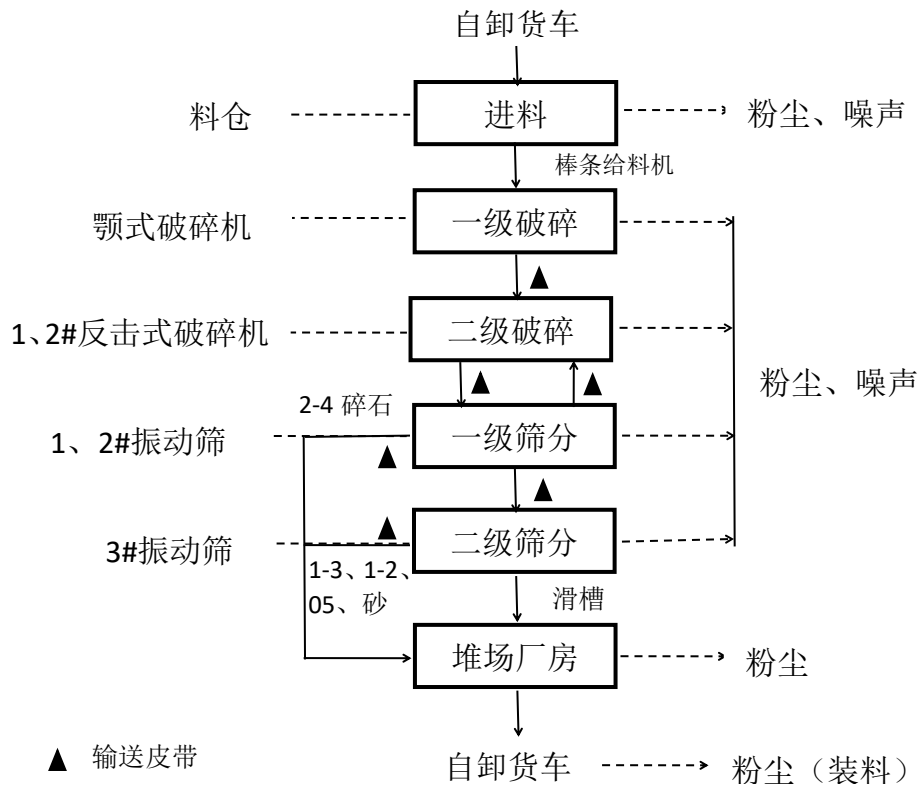 自卸货车
料仓
进料
粉尘、噪声
棒条给料机
颚式破碎机
一级破碎
1、2#反击式破碎机
二级破碎
粉尘、噪声
2-4 碎石
1、2#振动筛
一级筛分
3#振动筛
二级筛分
1-3、1-2、
05、砂
滑槽
堆场厂房
粉尘
▲ 输送皮带
自卸货车
粉尘（装料）